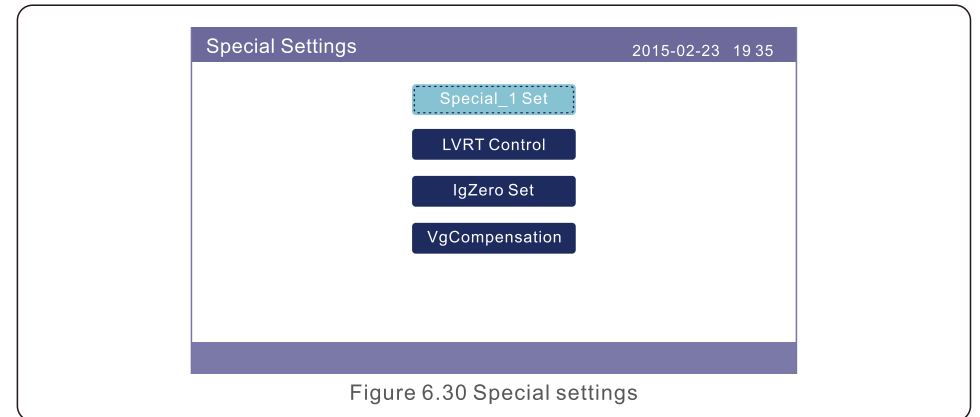 Special Settings 2015-02-23 19 35
Special_1 Set
LVRT Control
IgZero Set
VgCompensation
Figure 6.30 Special settings